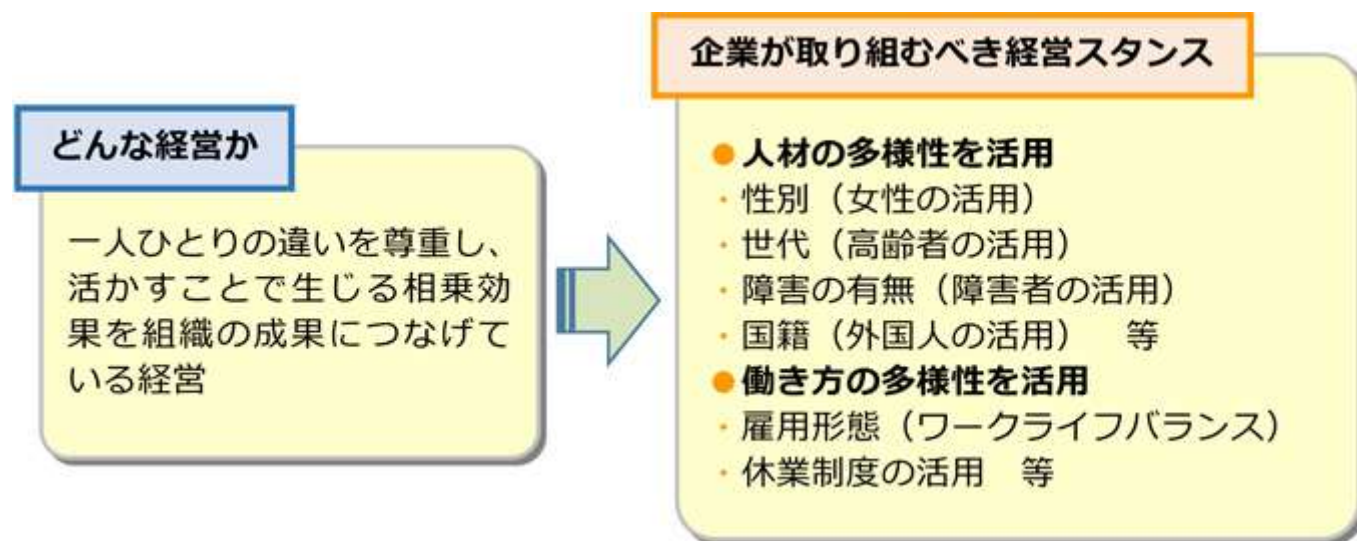 どんな経営か
一人ひとりの違いを尊重し、
活かすことで生じる相乗効
果を組織の成果につなげて
いる経営
企業が取り組むべき経営スタンス
●人材の多様性を活用
・性別（女性の活用）
・世代（高齢者の活用）
・障害の有無（障害者の活用）
・国籍（外国人の活用）　等
●働き方の多様性を活用
・雇用形態（ワークライフバランス）
・休業制度の活用　等